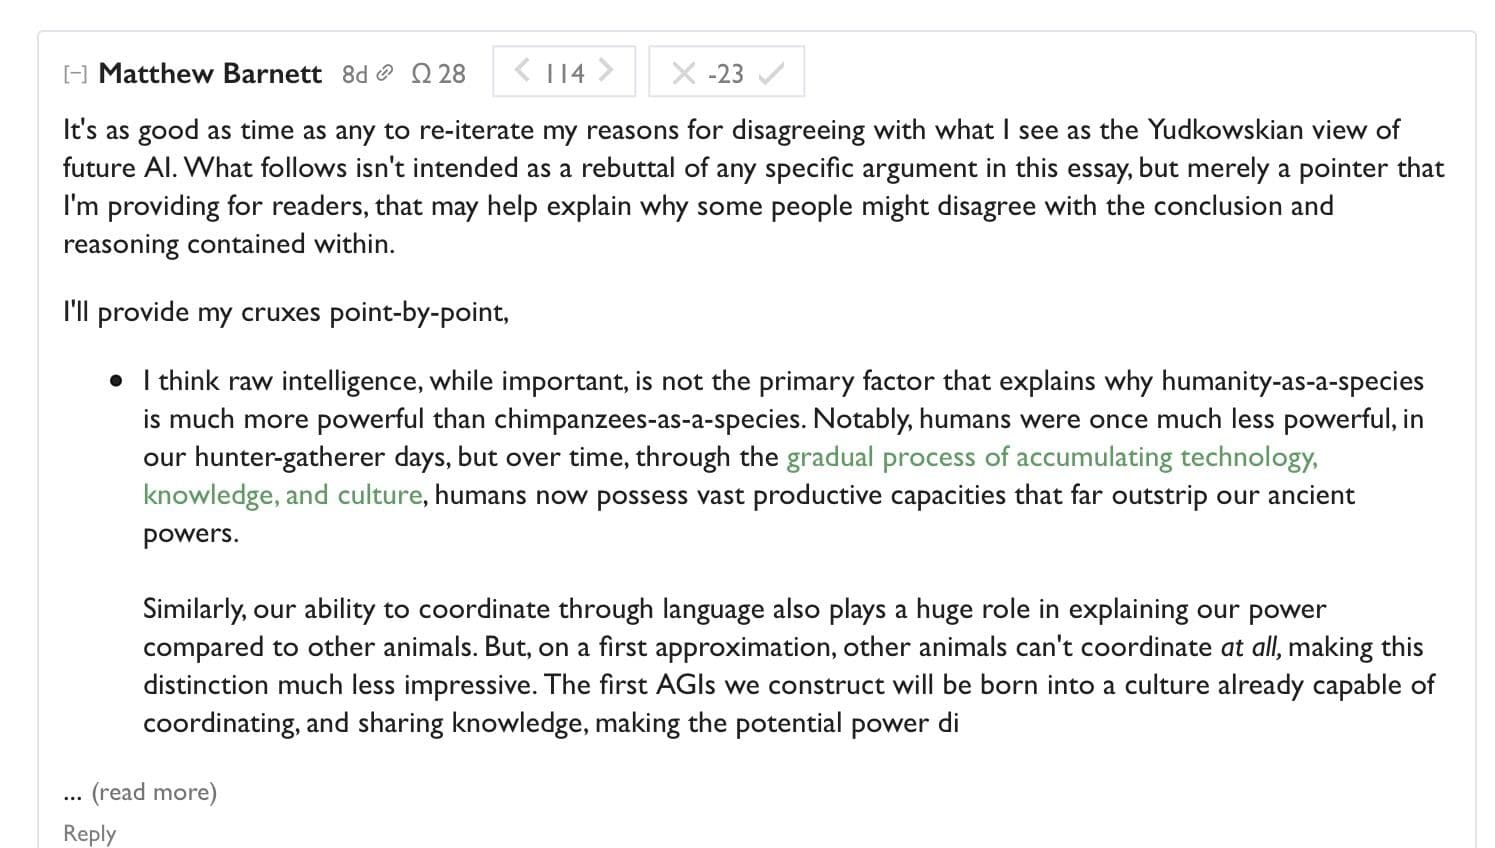 [-] Matthew Barnett 8d Ω 28 < 114 > × -23 ✓
It's as good as time as any to re-iterate my reasons for disagreeing with what I see as the Yudkowskian view of
future AI. What follows isn't intended as a rebuttal of any specific argument in this essay, but merely a pointer that
I'm providing for readers, that may help explain why some people might disagree with the conclusion and
reasoning contained within.
I'll provide my cruxes point-by-point,
• I think raw intelligence, while important, is not the primary factor that explains why humanity-as-a-species
is much more powerful than chimpanzees-as-a-species. Notably, humans were once much less powerful, in
our hunter-gatherer days, but over time, through the gradual process of accumulating technology,
knowledge, and culture, humans now possess vast productive capacities that far outstrip our ancient
powers.
Similarly, our ability to coordinate through language also plays a huge role in explaining our power
compared to other animals. But, on a first approximation, other animals can't coordinate at all, making this
distinction much less impressive. The first AGIs we construct will be born into a culture already capable of
coordinating, and sharing knowledge, making the potential power di
... (read more)
Reply